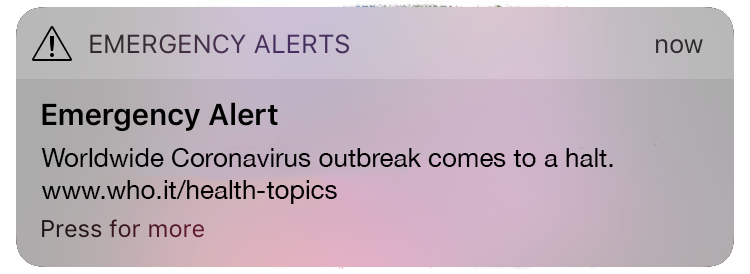 EMERGENCY ALERTS now
Emergency Alert
Worldwide Coronavirus outbreak comes to a halt.
www.who.it/health-topics
Press for more